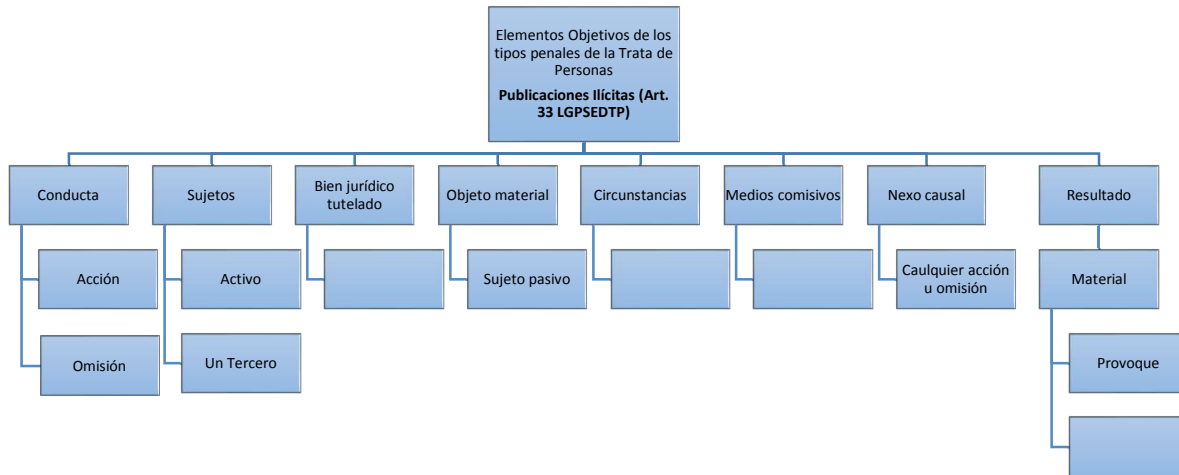 Elementos Objetivos de los
tipos penales de la Trata de
Personas
Publicaciones Ilícitas (Art.
33 LGPSEDTP)
Conducta
Sujetos
Bien jurídico
tutelado
Objeto material
Circunstancias
Medios comisivos
Nexo causal
Resultado
Acción
Activo
Sujeto pasivo
Caulquier acción
u omisión
Material
Omisión
Un Tercero
Provoque